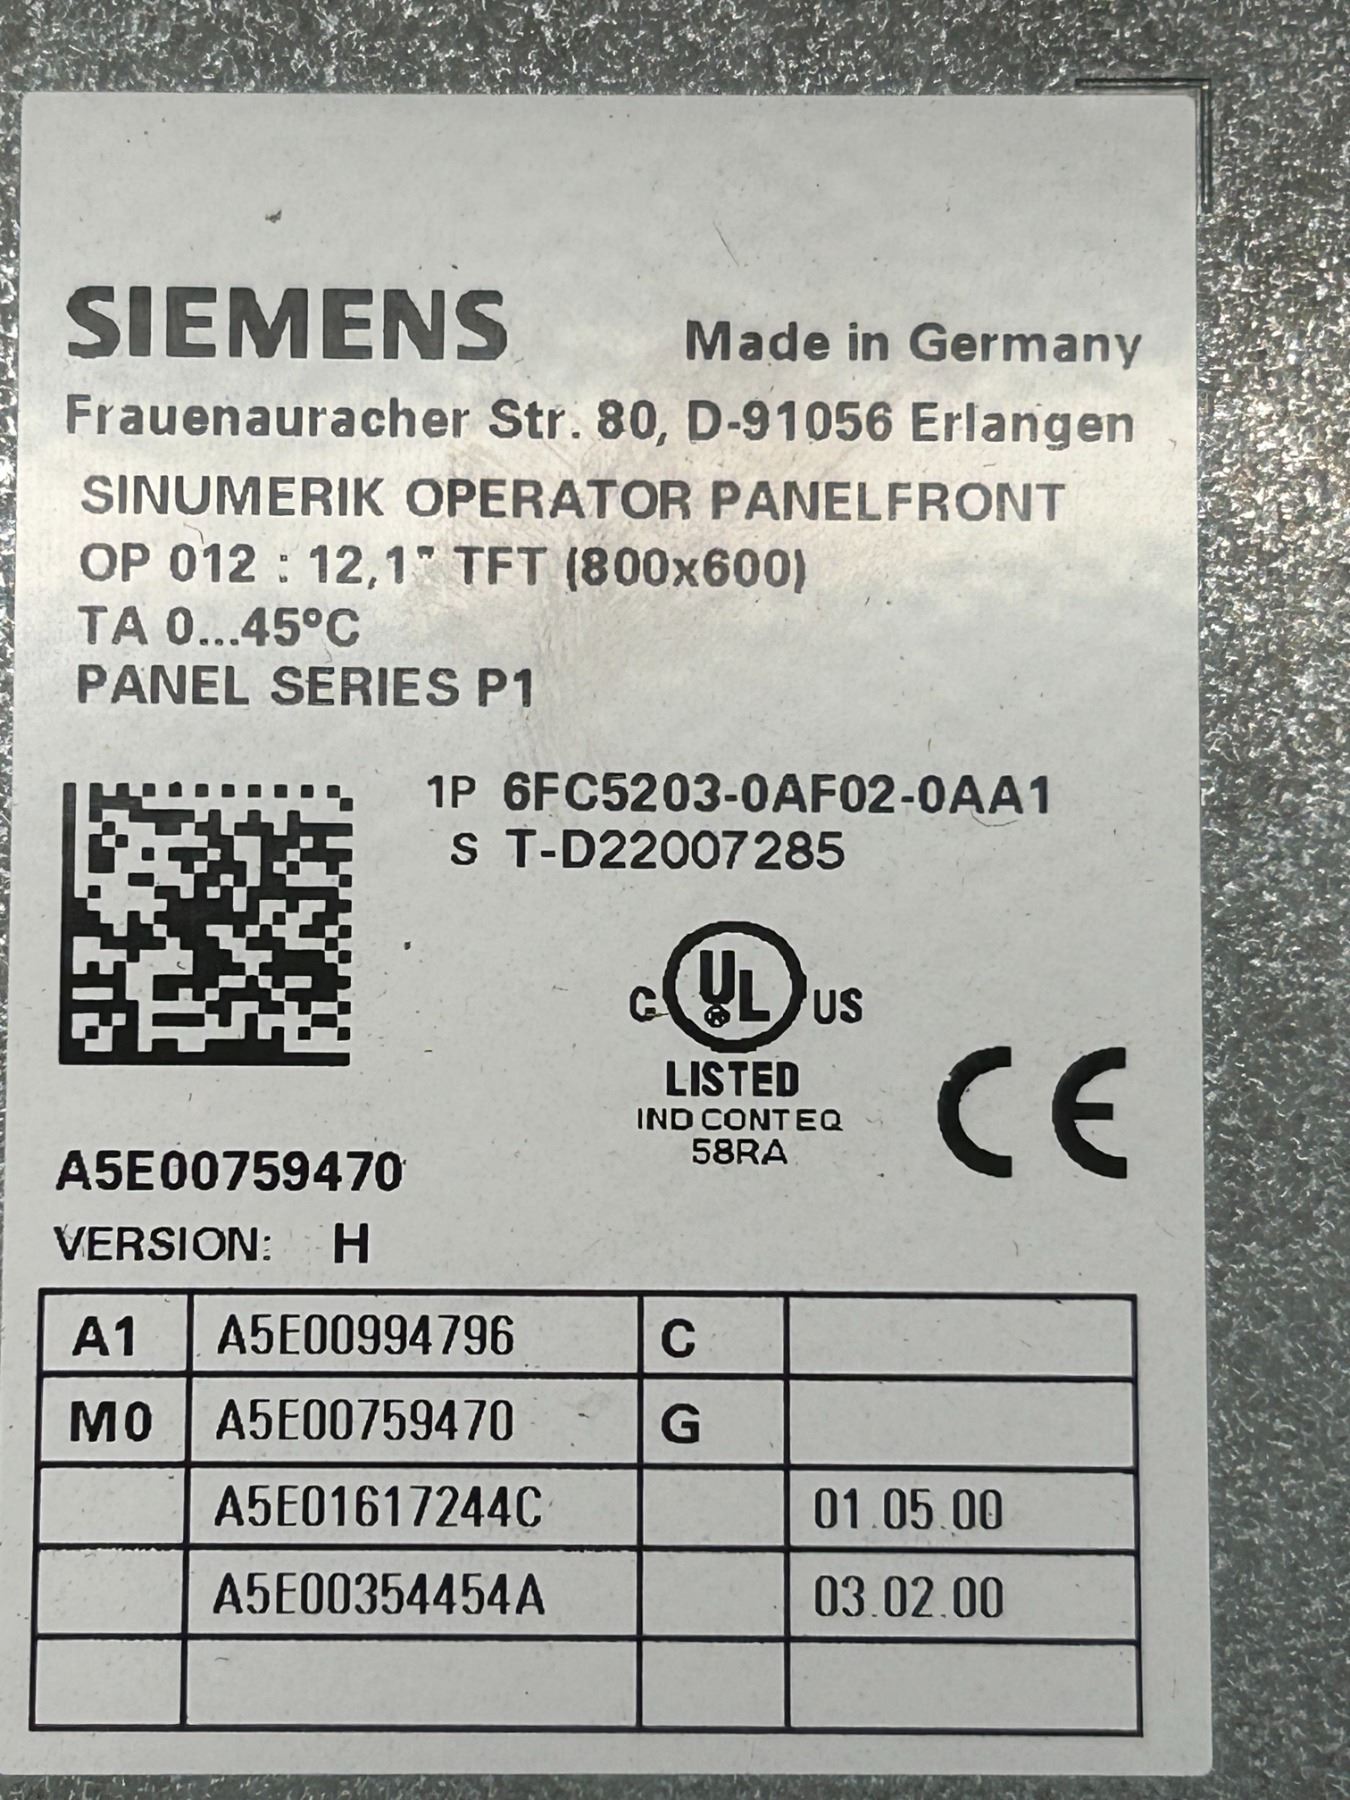 SIEMENS
Made in Germany
Frauenauracher Str. 80, D-91056 Erlangen
SINUMERIK OPERATOR PANELFRONT
OP 012 : 12,1" TFT (800x600)
TA 0...45°C
PANEL SERIES P1
1P 6FC5203-0AF02-0AA1
S T-D22007285
C UL ® US
LISTED
IND CONT EQ
58RA
CE
A5E00759470
VERSION: H
A1 A5E00994796 C
M0 A5E00759470 G
A5E01617244C 01.05.00
A5E00354454A 03.02.00